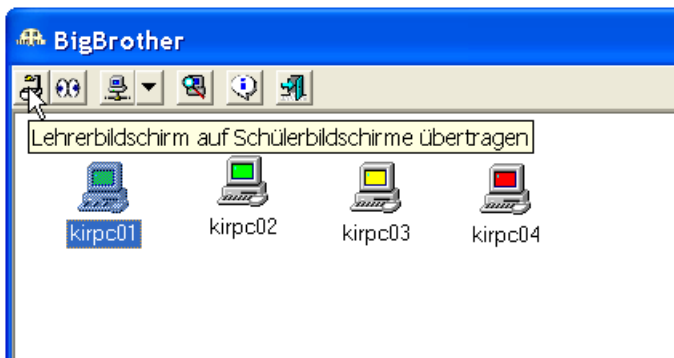 BigBrother
Lehrerbildschirm auf Schülerbildschirme übertragen
kirpc01 kirpc02 kirpc03 kirpc04